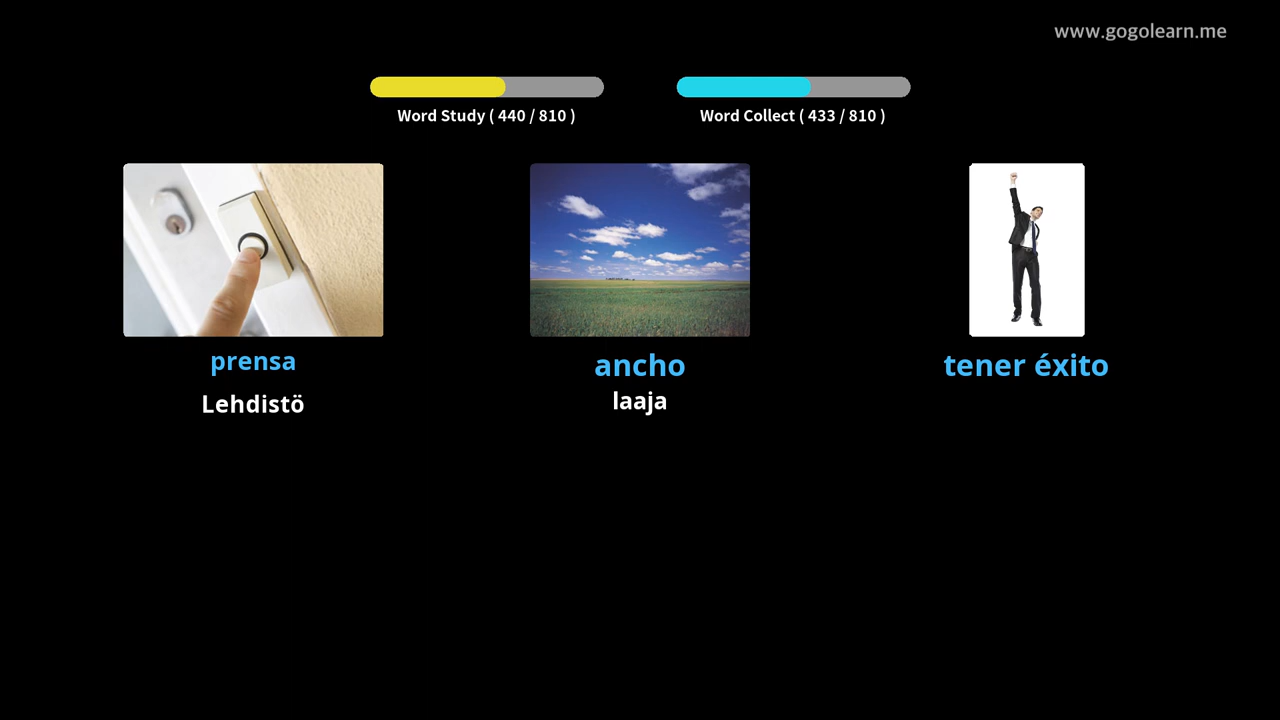 www.gogolearn.me
Word Study ( 440 / 810 )
Word Collect ( 433 / 810 )
prensa
Lehdistö
ancho
laaja
tener éxito